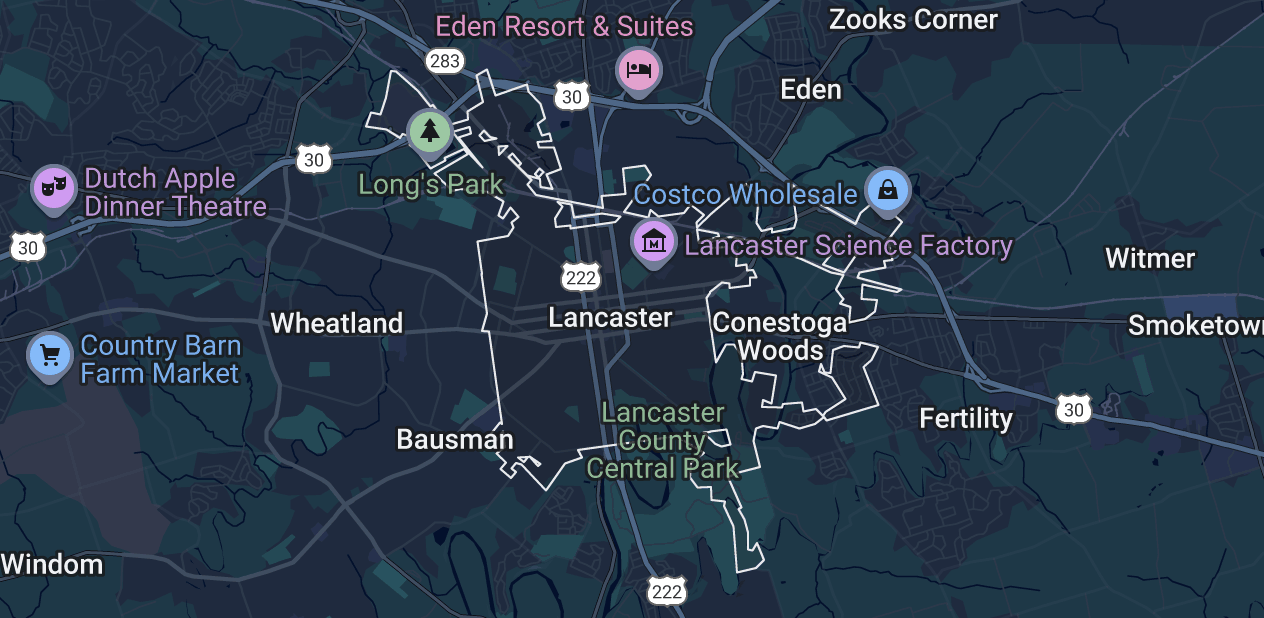 Zooks Corner
Eden Resort & Suites
283
30
Eden
30
Dutch Apple
Dinner Theatre
Long's Park
Costco Wholesale
30
Lancaster Science Factory
Witmer
222
Wheatland
Lancaster
Conestoga
Woods
Smoketown
Country Barn
Farm Market
Lancaster
County
Central Park
30
Fertility
Bausman
Windom
222